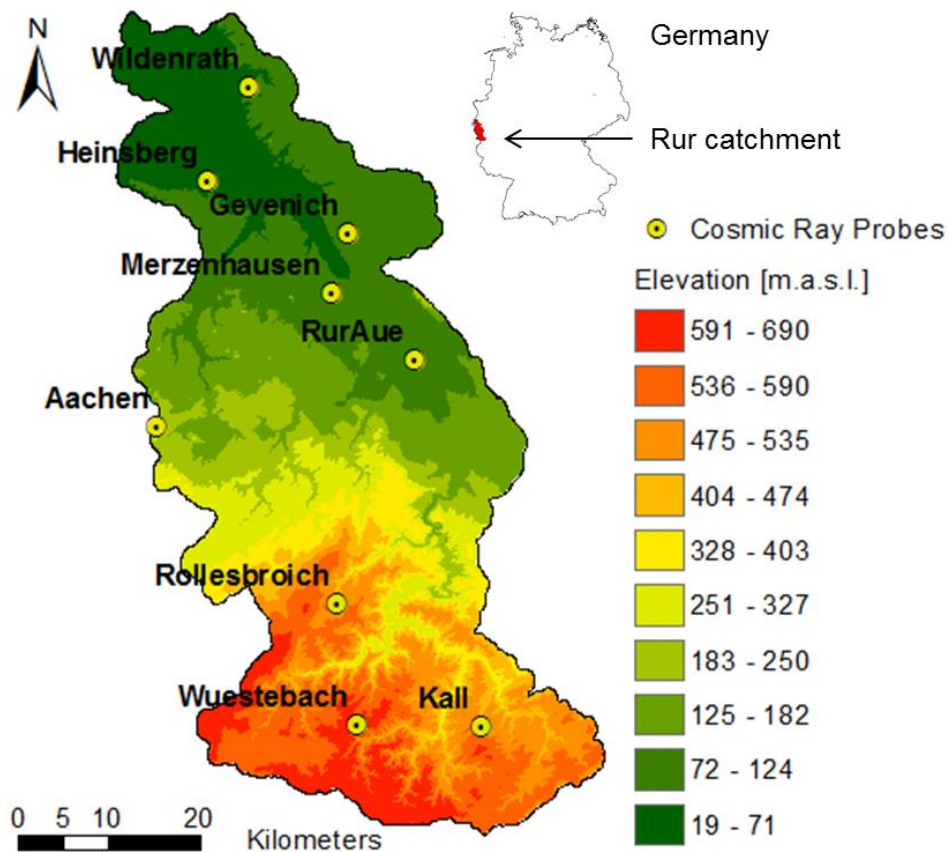 N
Wildenrath
Heinsberg
Gevenich
Merzenhausen
RurAue
Aachen
Rollesbroich
Wuestebach
Kall
0 5 10 20
Kilometers
Germany
Rur catchment
Cosmic Ray Probes
Elevation [m.a.s.l.]
591 - 690
536 - 590
475 - 535
404 - 474
328 - 403
251 - 327
183 - 250
125 - 182
72 - 124
19 - 71